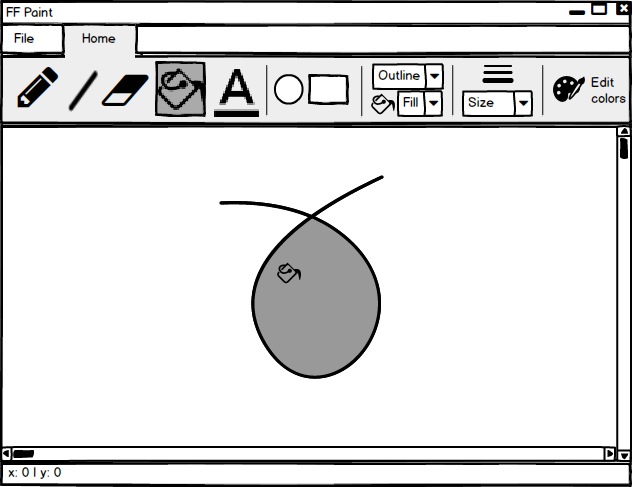 FF Paint
File
Home
A
Outline
Fill
Size
Edit
colors
x: 0 | y: 0